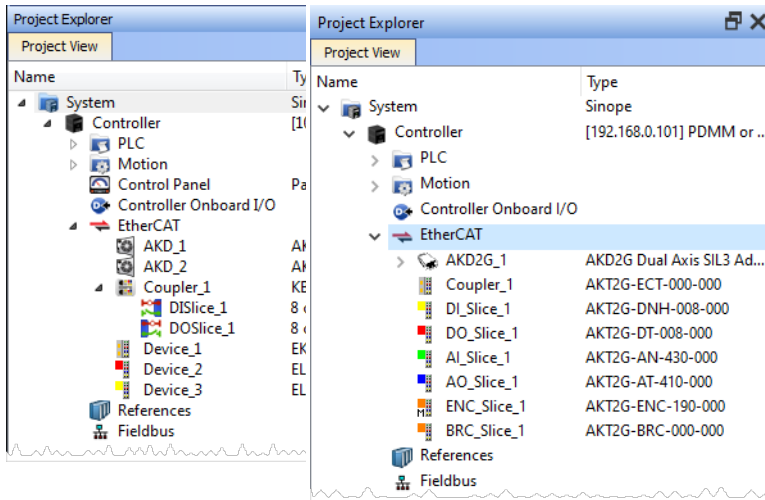 Project Explorer
Project View
Name Ty
System Sin
Controller [10
PLC
Motion
Control Panel Pa
Controller Onboard I/O
EtherCAT
AKD_1 AK
AKD_2 AK
Coupler_1 KE
DISlice_1 8
DOSlice_1 8
Device_1 EK
Device_2 EL
Device_3 EL
References
Fieldbus
Project Explorer
Project View
Name Type
System Sinope
Controller [192.168.0.101] PDMM or ...
PLC
Motion
Controller Onboard I/O
EtherCAT
AKD2G_1 AKD2G Dual Axis SIL3 Ad...
Coupler_1 AKT2G-ECT-000-000
DI_Slice_1 AKT2G-DNH-008-000
DO_Slice_1 AKT2G-DT-008-000
AI_Slice_1 AKT2G-AN-430-000
AO_Slice_1 AKT2G-AT-410-000
M ENC_Slice_1 AKT2G-ENC-190-000
BRC_Slice_1 AKT2G-BRC-000-000
References
Fieldbus